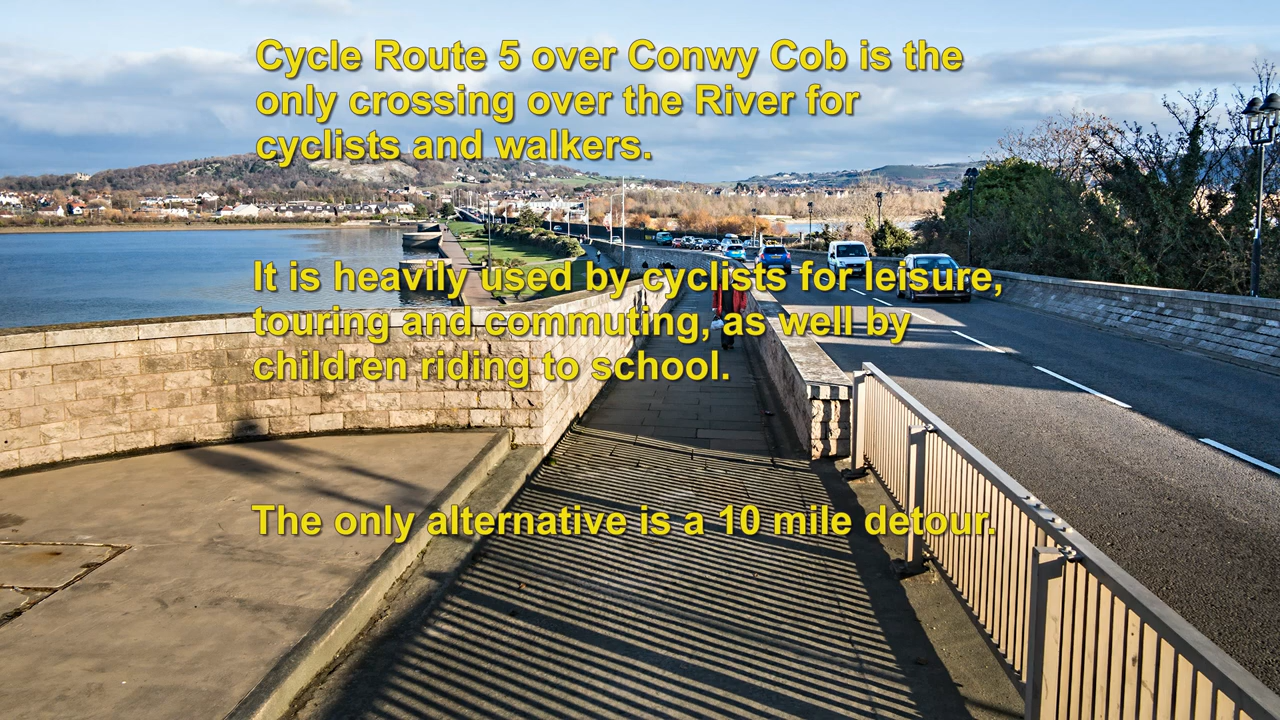 Cycle Route 5 over Conwy Cob is the
only crossing over the River for
cyclists and walkers.
It is heavily used by cyclists for leisure,
touring and commuting, as well by
children riding to school.
The only alternative is a 10 mile detour.